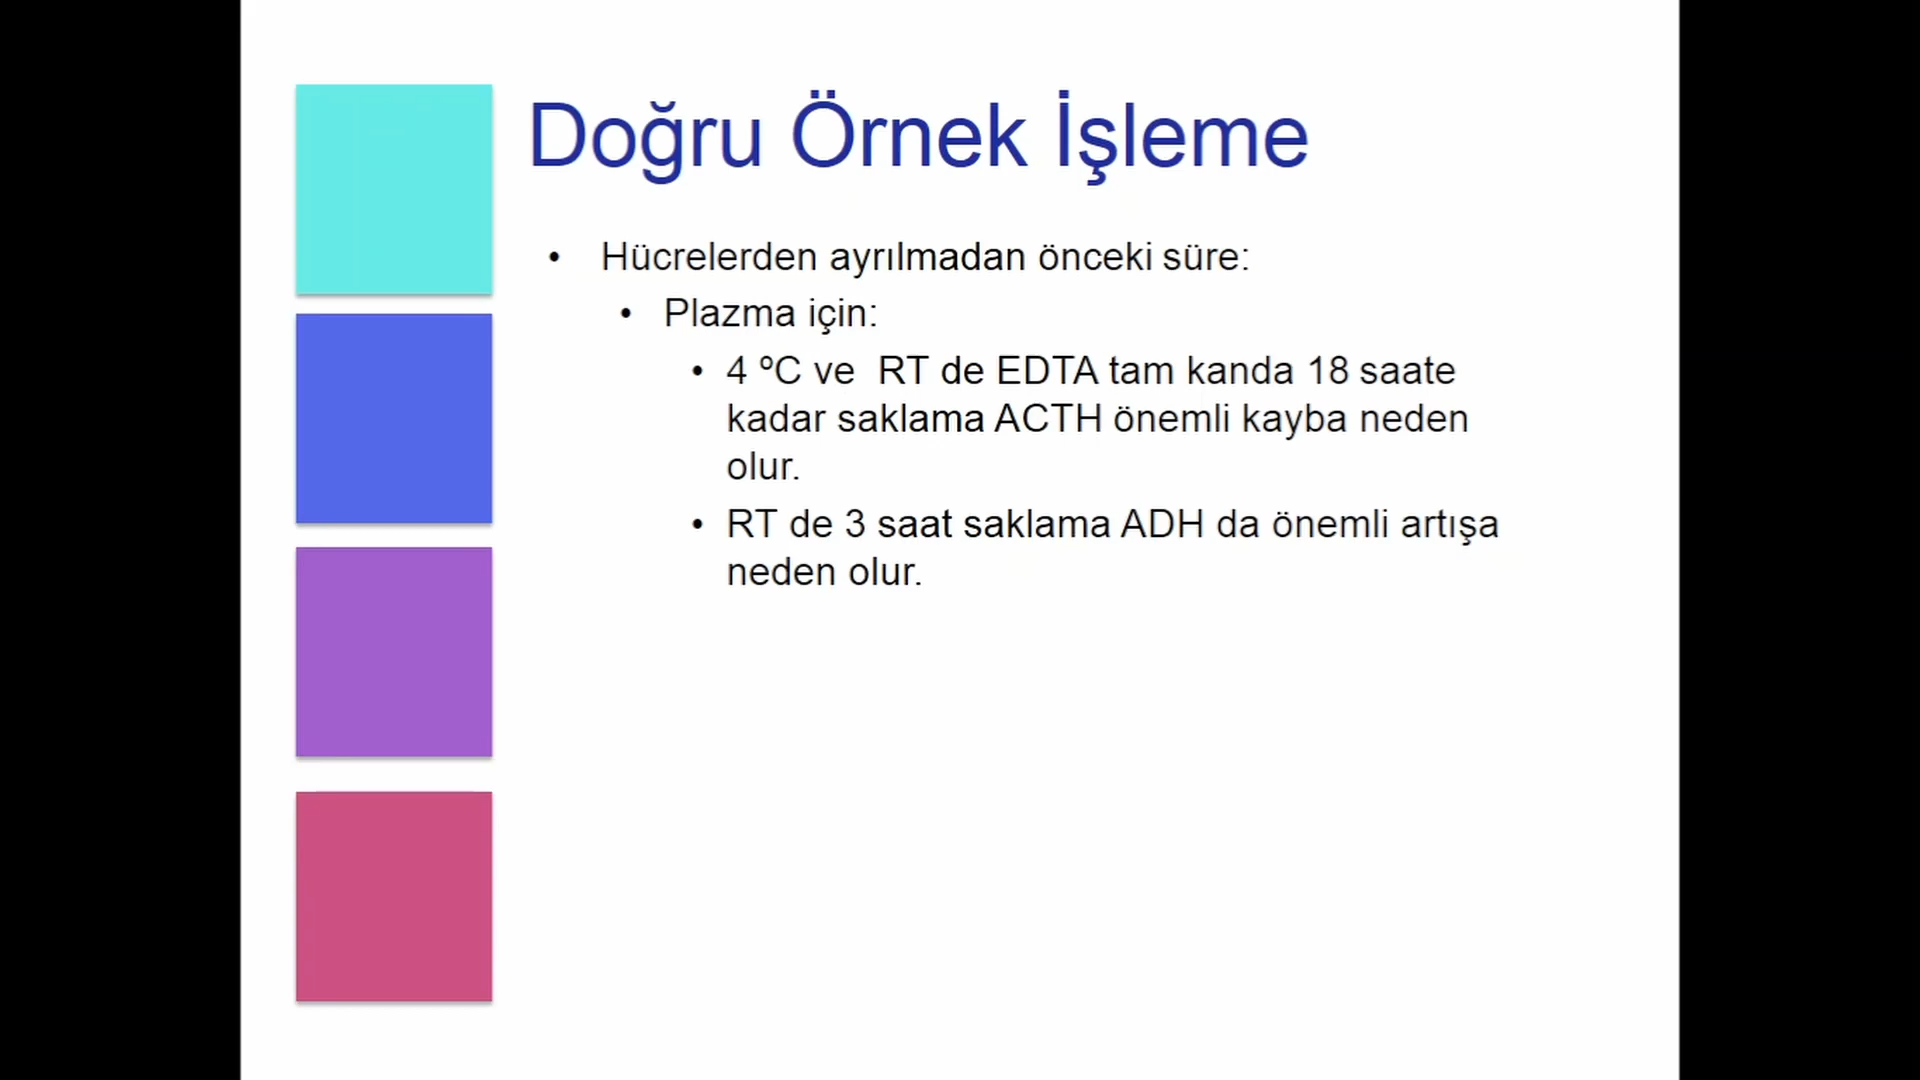 Doğru Örnek İşleme
• Hücrelerden ayrılmadan önceki süre:
• Plazma için:
• 4 ºC ve  RT de EDTA tam kanda 18 saate
kadar saklama ACTH önemli kayba neden
olur.
• RT de 3 saat saklama ADH da önemli artışa
neden olur.